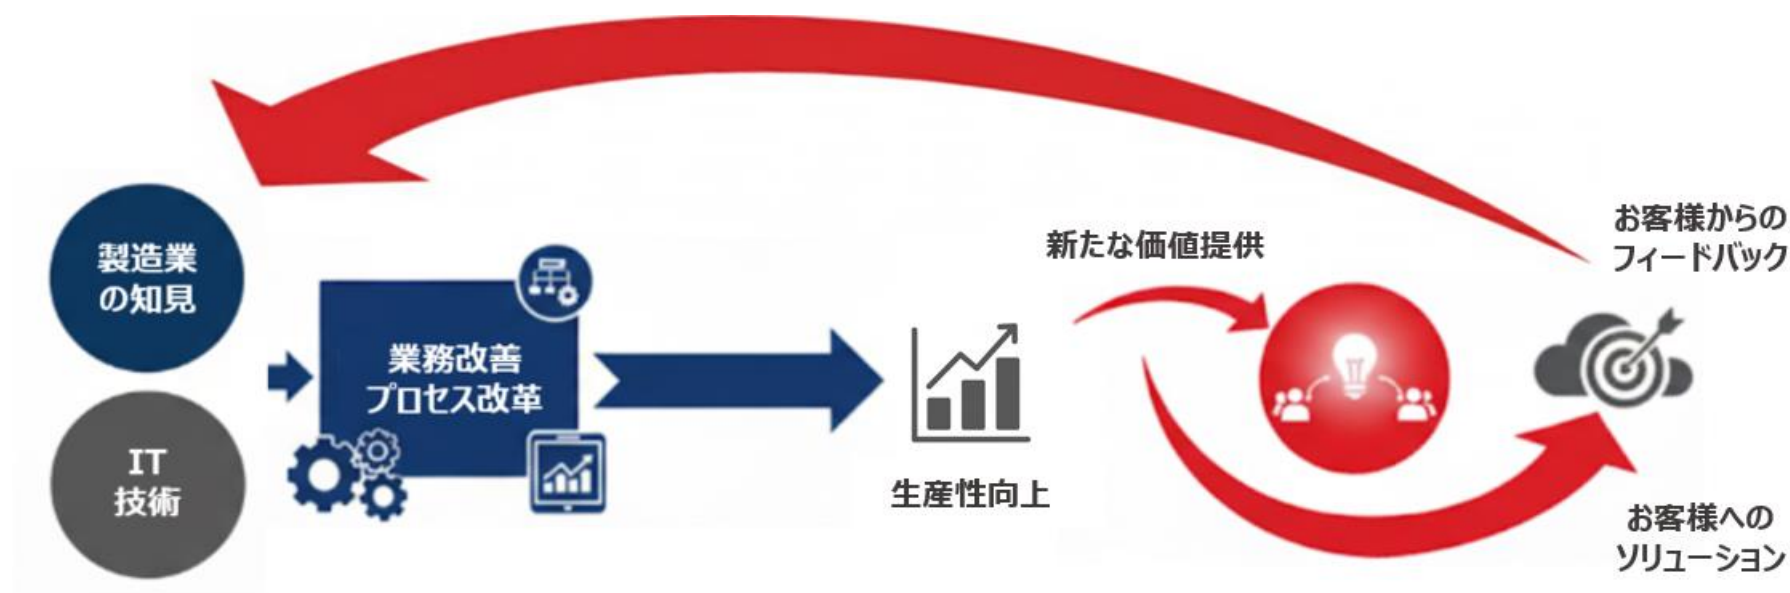 製造業
の知見
IT
技術
業務改善
プロセス改革
生産性向上
新たな価値提供
お客様からの
フィードバック
お客様への
ソリューション